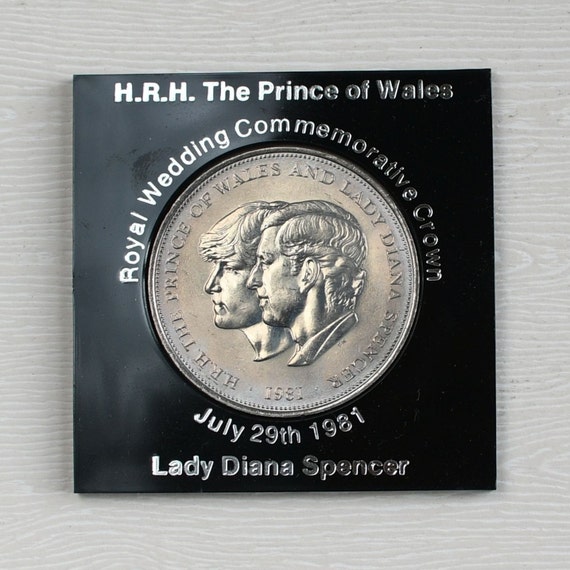 H.R.H. The Prince of Wales
Royal Wedding Commemorative Crown
H.R.H THE PRINCE OF WALES AND LADY DIANA SPENCER
· 1981 ·
July 29th 1981
Lady Diana Spencer